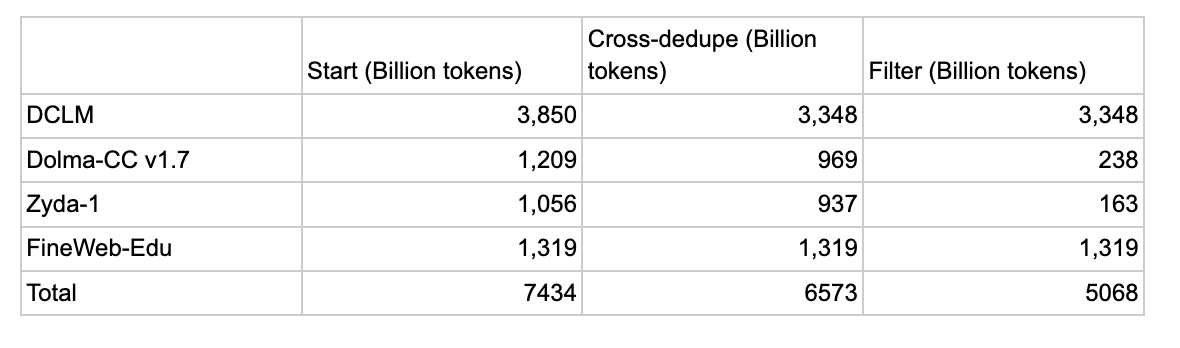 Start (Billion tokens) Cross-dedupe (Billion tokens) Filter (Billion tokens)
DCLM 3,850 3,348 3,348
Dolma-CC v1.7 1,209 969 238
Zyda-1 1,056 937 163
FineWeb-Edu 1,319 1,319 1,319
Total 7434 6573 5068